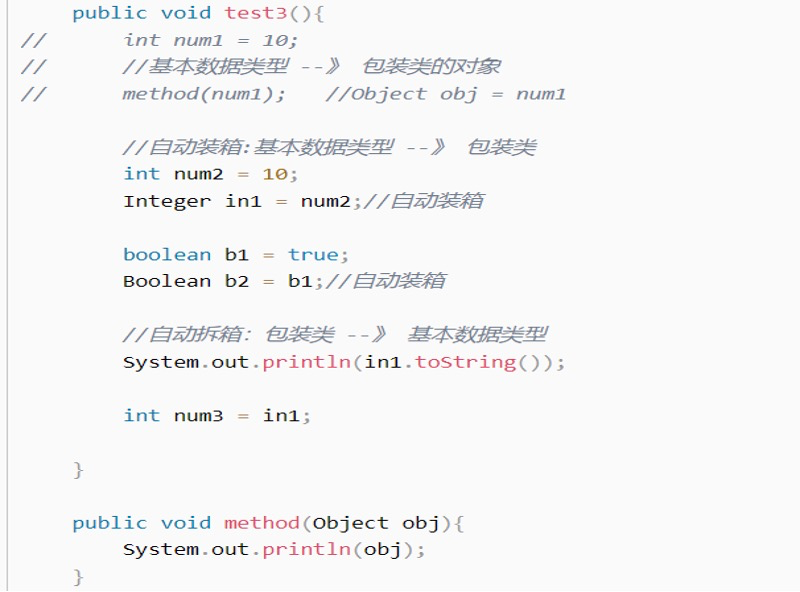 public void test3(){
// int num1 = 10;
// //基本数据类型 --》 包装类的对象
// method(num1); //Object obj = num1
//自动装箱:基本数据类型 --》 包装类
int num2 = 10;
Integer in1 = num2;//自动装箱
boolean b1 = true;
Boolean b2 = b1;//自动装箱
//自动拆箱: 包装类 --》 基本数据类型
System.out.println(in1.toString());
int num3 = in1;
}
public void method(Object obj){
System.out.println(obj);
}